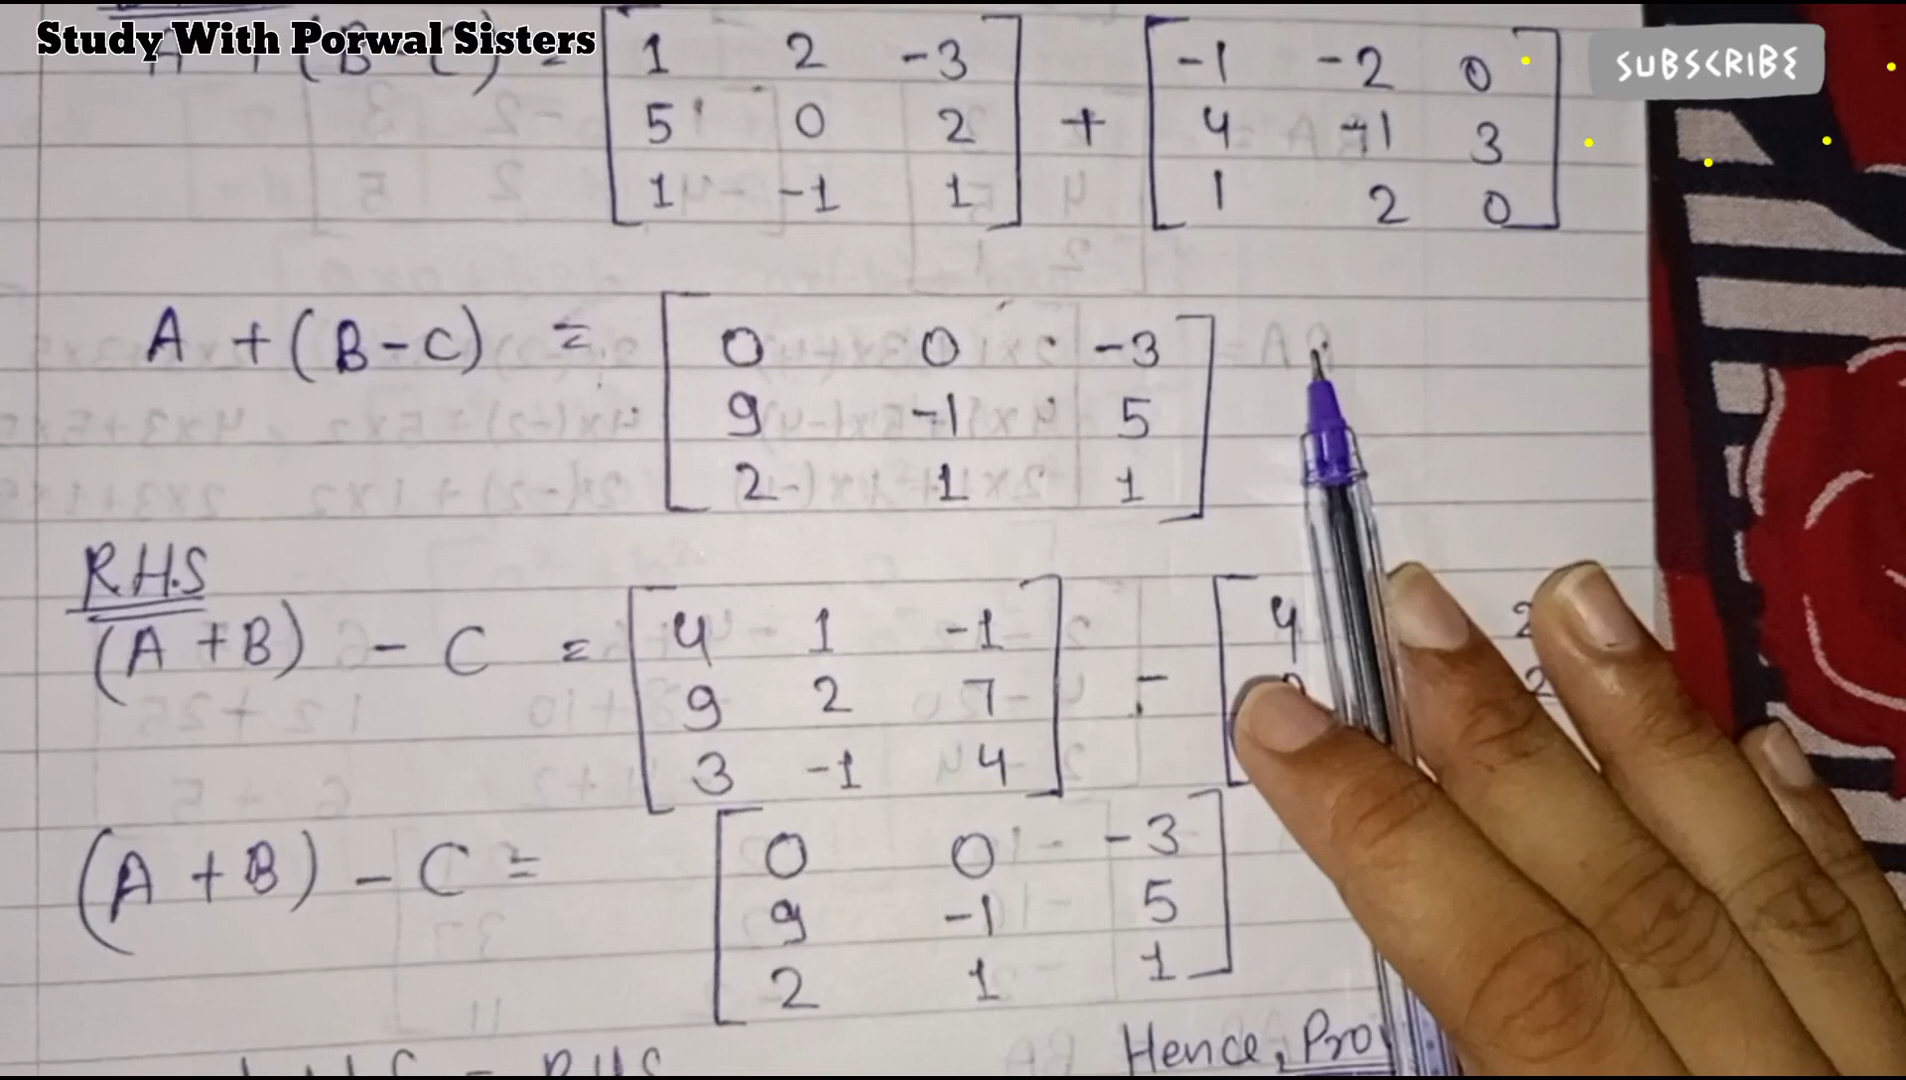 Study With Porwal Sisters
SUBSCRIBE
A + (B - C) = [ 1 2 -3 ] + [ -1 -2 0 ]
[ 5 0 2 ] [ 4 -1 3 ]
[ 1 -1 1 ] [ 1 2 0 ]
A + (B - C) = [ 0 0 -3 ]
[ 9 -1 5 ]
[ 2 1 1 ]
R.H.S
(A + B) - C = [ 4 1 -1 ] - [ 4 2
[ 9 2 7 ] 2
[ 3 -1 4 ]
(A + B) - C = [ 0 0 -3 ]
[ 9 -1 5 ]
[ 2 1 1 ]
Hence,